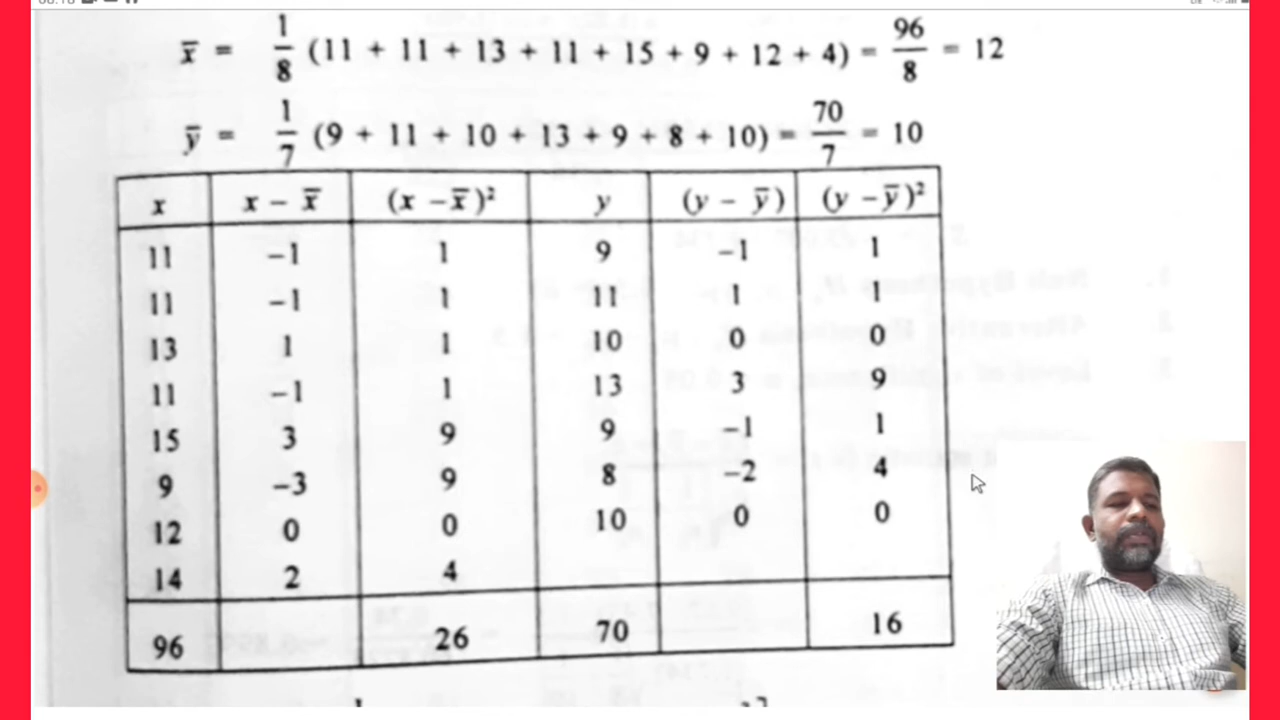 x̅ = 1/8 (11 + 11 + 13 + 11 + 15 + 9 + 12 + 4) = 96/8 = 12
y̅ = 1/7 (9 + 11 + 10 + 13 + 9 + 8 + 10) = 70/7 = 10
x x – x̅ (x – x̅)² y (y – y̅) (y – y̅)²
11 –1 1 9 –1 1
11 –1 1 11 1 1
13 1 1 10 0 0
11 –1 1 13 3 9
15 3 9 9 –1 1
9 –3 9 8 –2 4
12 0 0 10 0 0
14 2 4
96 26 70 16